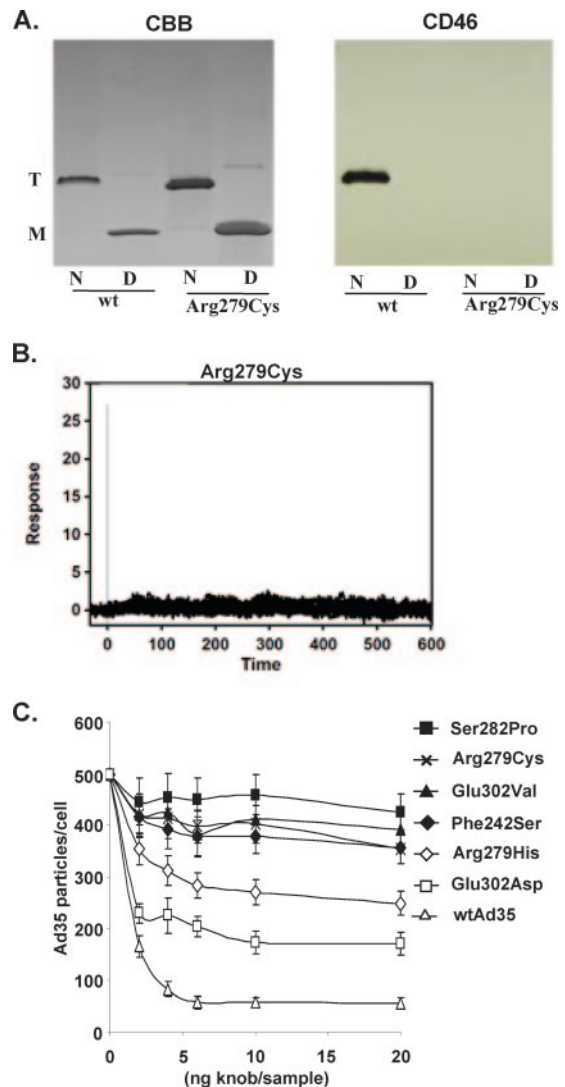 A.
CBB
CD46
T
M
N D N D
wt Arg279Cys
N D N D
wt Arg279Cys
B.
Arg279Cys
30
25
20
15
10
5
0
Response
0 100 200 300 400 500 600
Time
C.
600
500
400
300
200
100
0
Ad35 particles/cell
0 5 10 20
(ng knob/sample)
Ser282Pro
Arg279Cys
Glu302Val
Phe242Ser
Arg279His
Glu302Asp
wtAd35